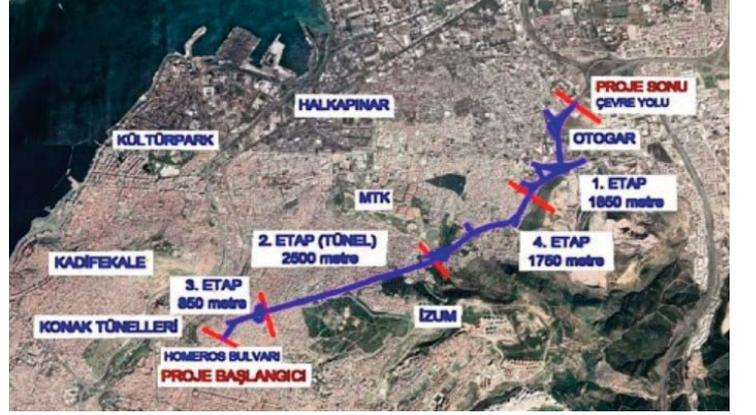 PROJE SONU
ÇEVRE YOLU
HALKAPINAR
OTOGAR
KÜLTÜRPARK
1. ETAP
1850 metre
MTK
2. ETAP (TÜNEL)
2500 metre
4. ETAP
1750 metre
KADİFEKALE
3. ETAP
850 metre
İZUM
KONAK TÜNELLERİ
HOMEROS BULVARI
PROJE BAŞLANGICI